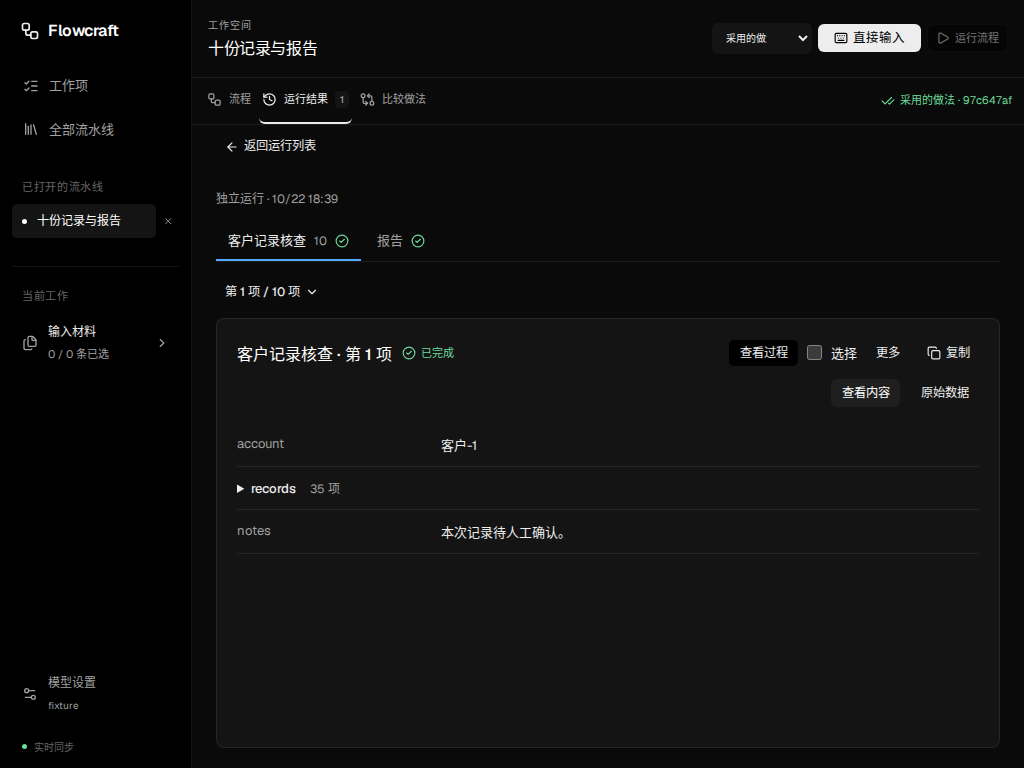 Flowcraft
工作项
全部流水线
已打开的流水线
十份记录与报告 ×
当前工作
输入材料
0 / 0 条已选
模型设置
fixture
实时同步
工作空间
十份记录与报告
采用的做
直接输入
运行流程
流程 运行结果 1 比较做法
采用的做法 · 97c647af
返回运行列表
独立运行 · 10/22 18:39
客户记录核查 10 报告
第 1 项 / 10 项
客户记录核查 · 第 1 项 已完成
查看过程 选择 更多 复制
查看内容 原始数据
account 客户-1
records 35 项
notes 本次记录待人工确认。